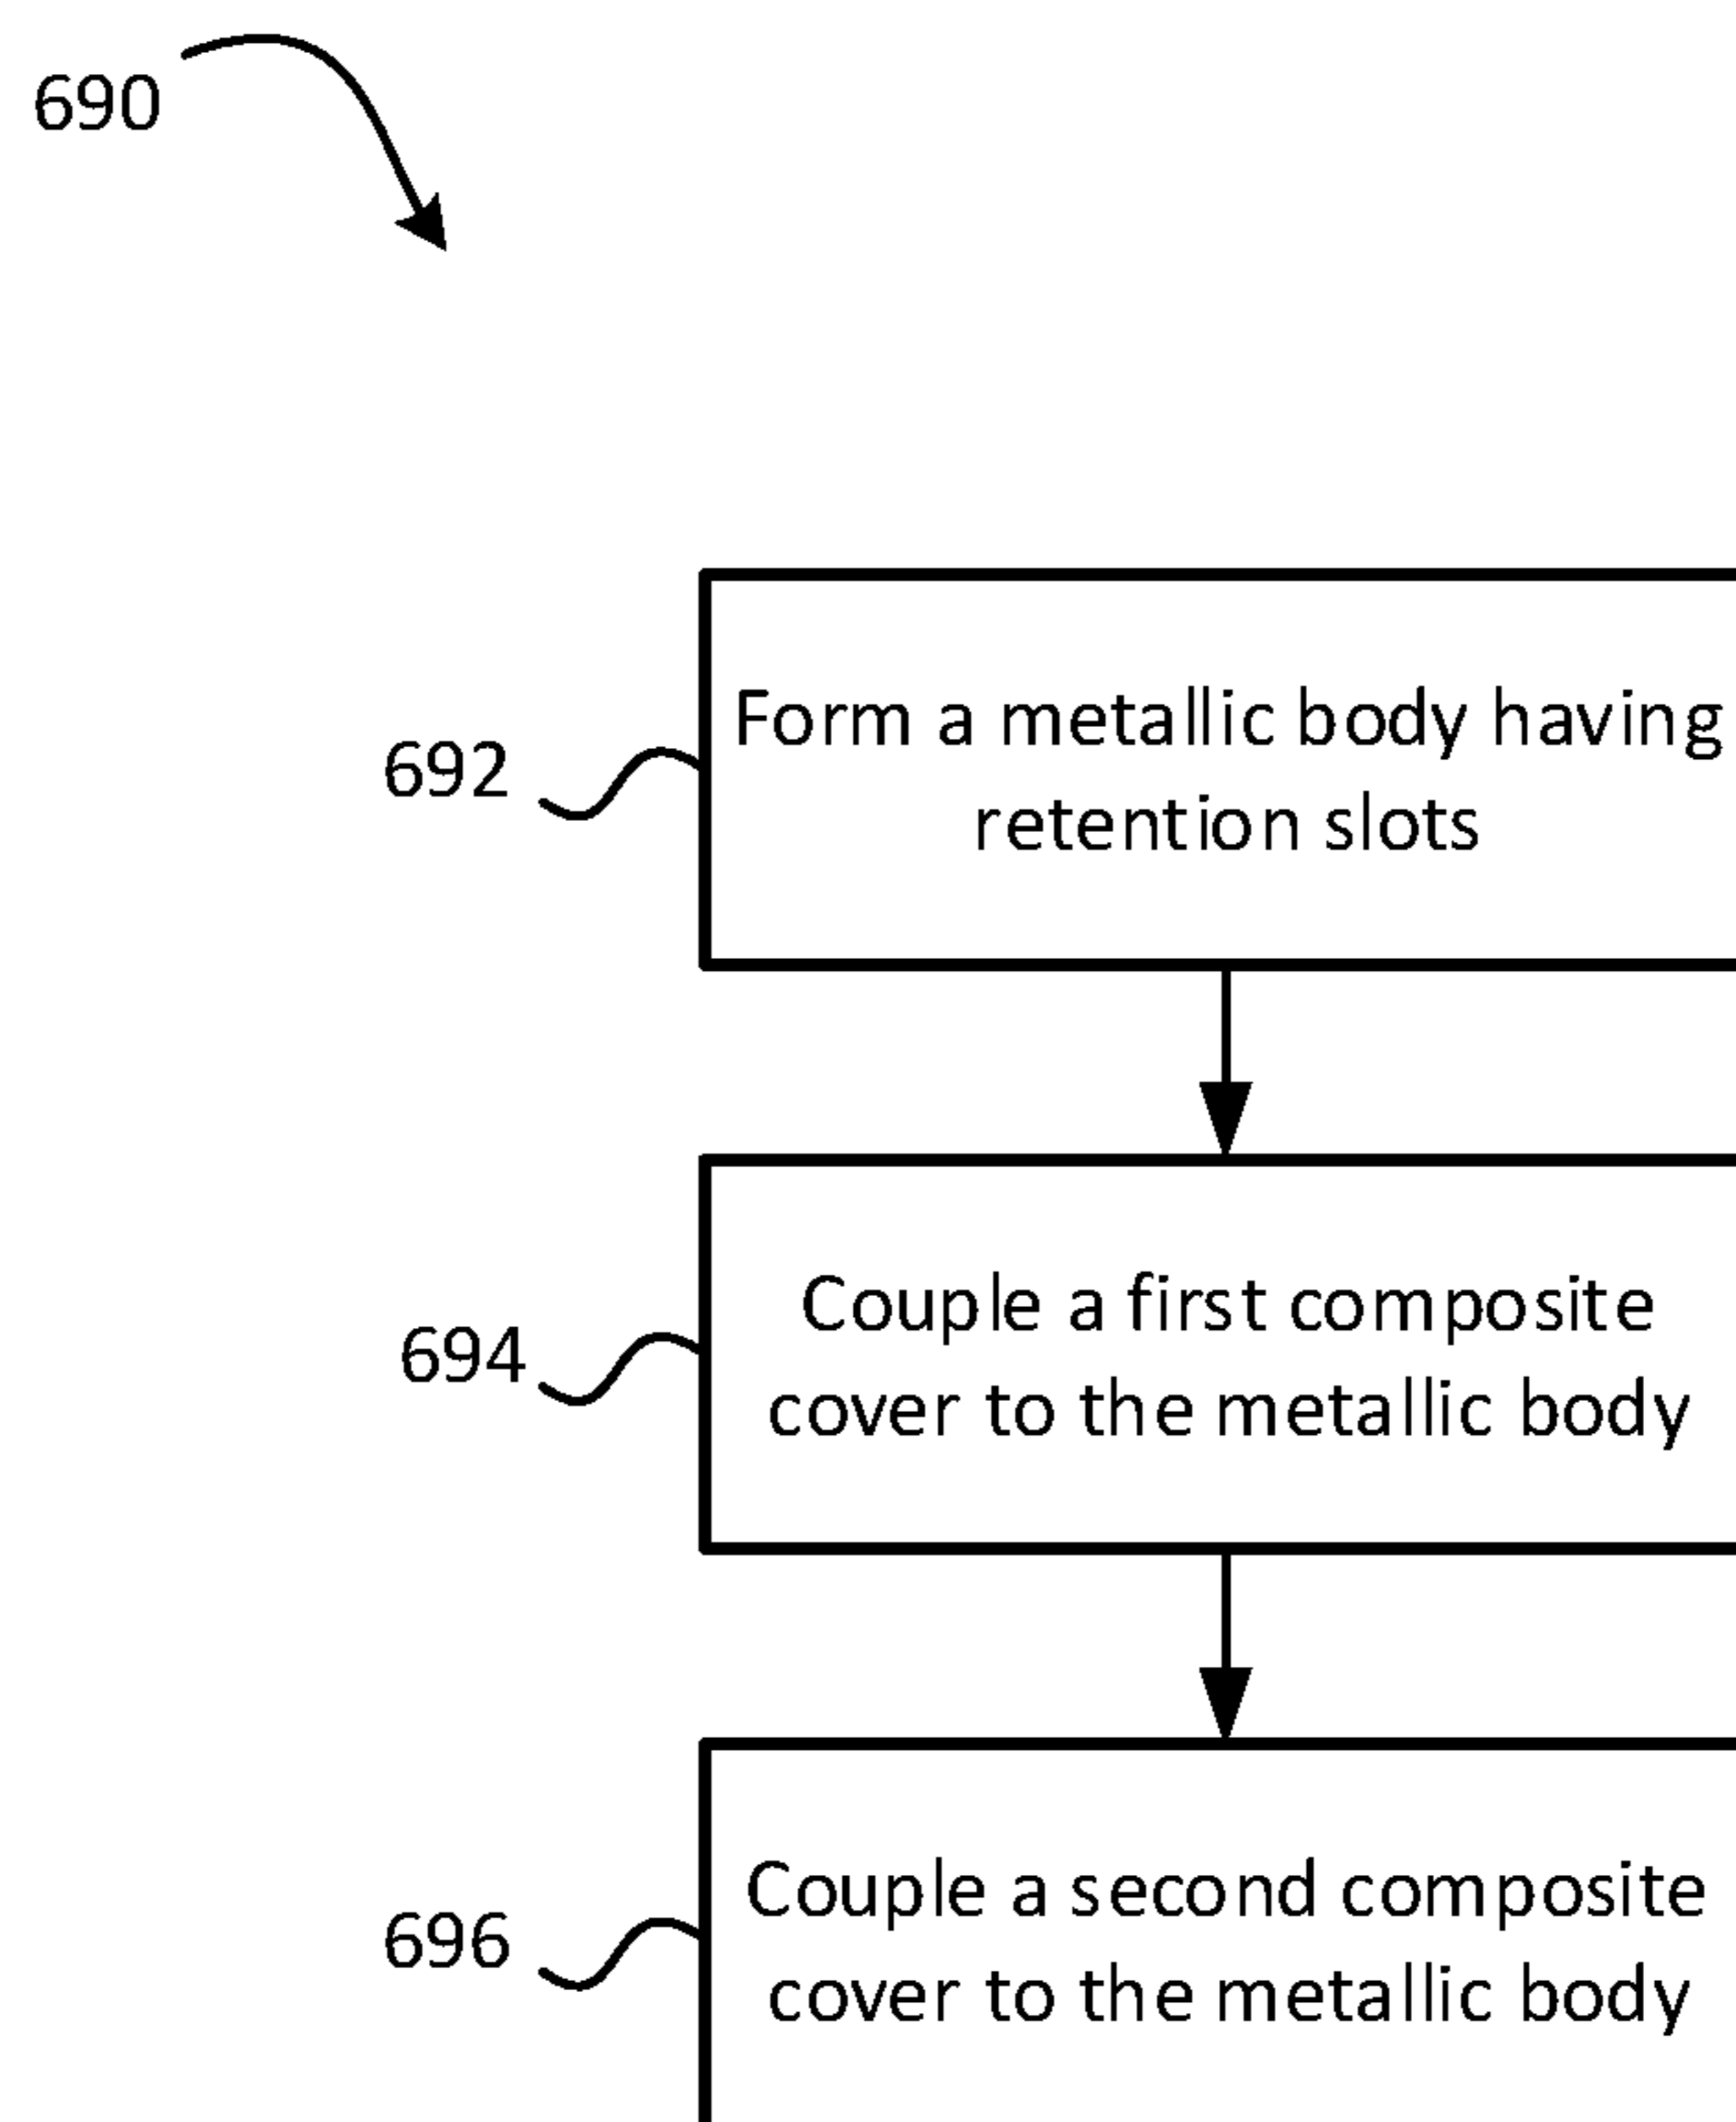 690
692
Form a metallic body having
retention slots
694
Couple a first composite
cover to the metallic body
696
Couple a second composite
cover to the metallic body